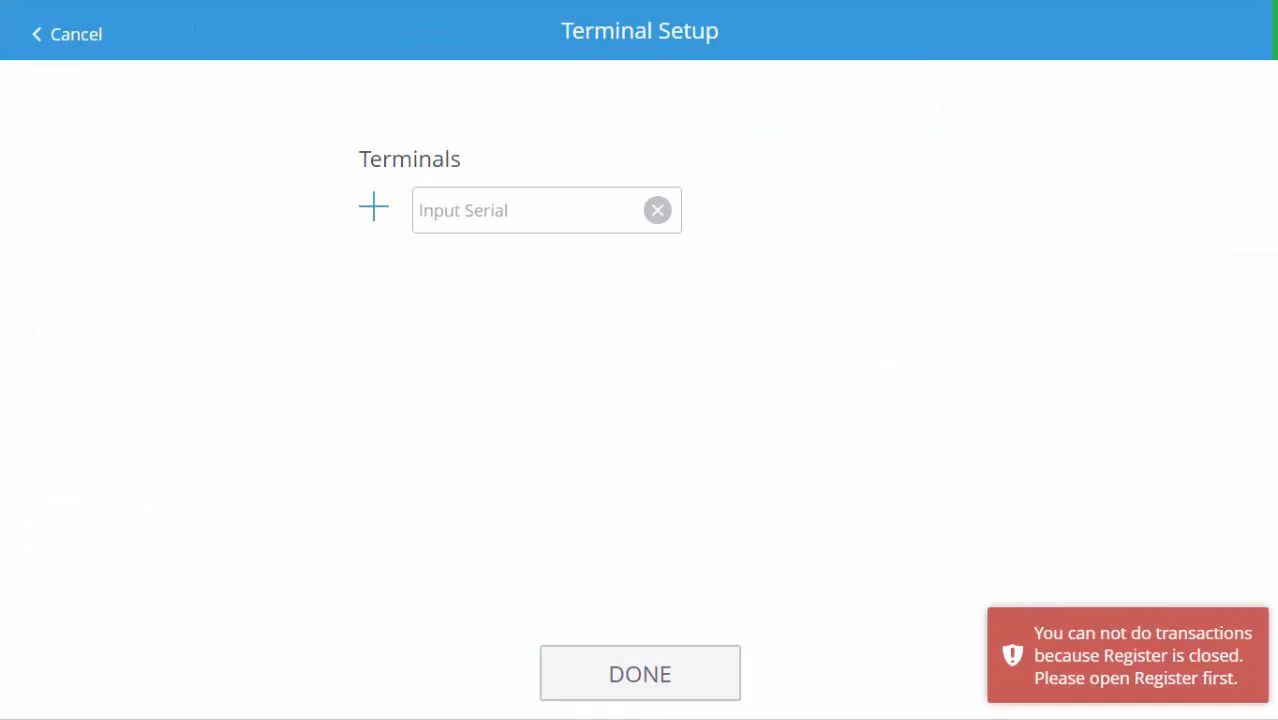 Cancel
Terminal Setup
Terminals
Input Serial
DONE
You can not do transactions
because Register is closed.
Please open Register first.